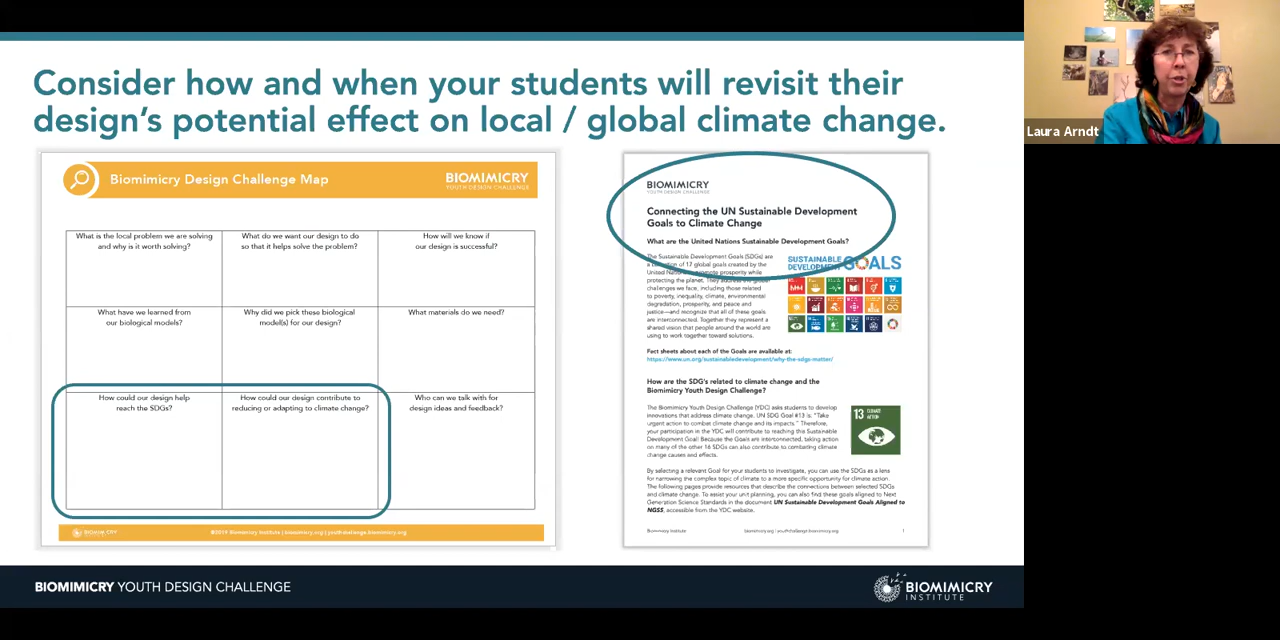 Consider how and when your students will revisit their
design's potential effect on local / global climate change.
Laura Arndt
Biomimicry Design Challenge Map
BIOMIMICRY
YOUTH DESIGN CHALLENGE
What is the local problem we are solving
and why is it worth solving?
What do we want our design to do
so that it helps solve the problem?
How will we know if
our design is successful?
What have we learned from
our biological models?
Why did we pick these biological
model(s) for our design?
What materials do we need?
How could our design help
reach the SDGs?
How could our design contribute to
reducing or adapting to climate change?
Who can we talk with for
design ideas and feedback?
BIOMIMICRY
©2019 Biomimicry Institute | biomimicry.org | youthchallenge.biomimicry.org
BIOMIMICRY
YOUTH DESIGN CHALLENGE
Connecting the UN Sustainable Development
Goals to Climate Change
What are the United Nations Sustainable Development Goals?
The Sustainable Development Goals (SDGs) are
a collection of 17 global goals created by the
United Nations to promote prosperity while
protecting the planet. They address the global
challenges we face, including those related
to poverty, inequality, climate, environmental
degradation, prosperity, and peace and
justice—and recognize that all of these goals
are interconnected. Together they represent a
shared vision that people around the world are
using to work together toward solutions.
SUSTAINABLE
DEVELOPMENT GOALS
Fact sheets about each of the Goals are available at:
https://www.un.org/sustainabledevelopment/why-the-sdgs-matter/
How are the SDG's related to climate change and the
Biomimicry Youth Design Challenge?
The Biomimicry Youth Design Challenge (YDC) asks students to develop
innovations that address climate change. UN SDG Goal #13 is: "Take
urgent action to combat climate change and its impacts." Therefore,
your participation in the YDC will contribute to reaching this Sustainable
Development Goal! Because the Goals are interconnected, taking action
on many of the other 16 SDGs can also contribute to combating climate
change causes and effects.
13 CLIMATE
ACTION
By selecting a relevant Goal for your students to investigate, you can use the SDGs as a lens
for narrowing the complex topic of climate to a more specific opportunity for climate action.
The following pages provide resources that describe the connections between selected SDGs
and climate change. To assist your unit planning, you can also find these goals aligned to Next
Generation Science Standards in the document UN Sustainable Development Goals Aligned to
NGSS, accessible from the YDC website.
Biomimicry Institute
biomimicry.org | youthchallenge.biomimicry.org
1
BIOMIMICRY YOUTH DESIGN CHALLENGE
BIOMIMICRY
INSTITUTE